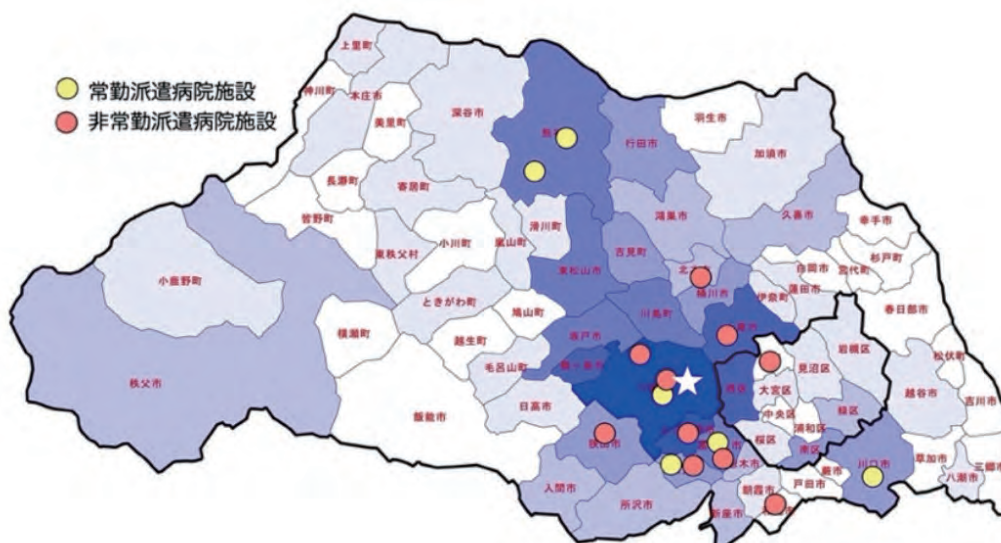 常勤派遣病院施設
非常勤派遣病院施設
上里町
神川町
本庄市
美里町
深谷市
行田市
羽生市
加須市
長瀞町
寄居町
皆野町
鴻巣市
久喜市
幸手市
小川町
嵐山町
滑川町
吉見町
東秩父村
東松山市
杉戸町
白岡市
宮代町
小鹿野町
ときがわ町
桶川市
伊奈町
蓮田市
春日部市
鳩山町
川島町
横瀬町
越生町
坂戸市
岩槻区
毛呂山町
見沼区
松伏町
秩父市
西区
大宮区
越谷市
日高市
中央区
緑区
吉川市
飯能市
浦和区
桜区
狭山市
南区
川口市
草加市
三郷市
入間市
蕨市
八潮市
所沢市
朝霞市
戸田市
新座市